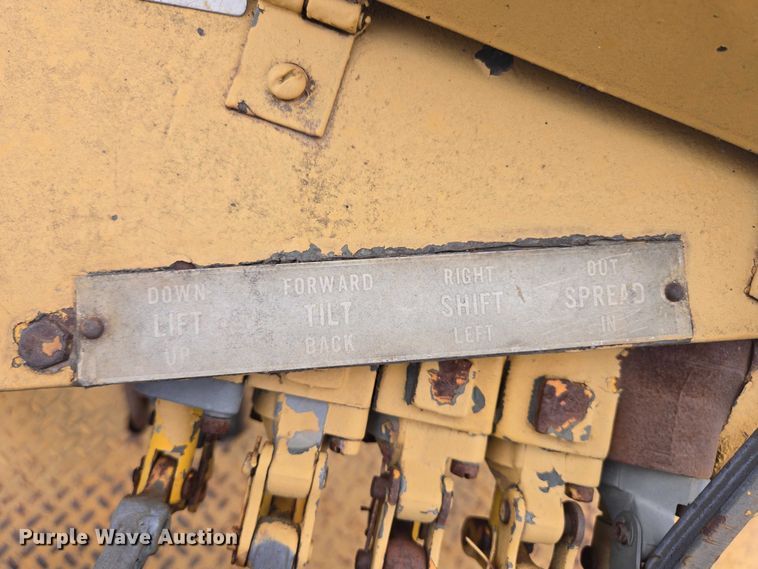 DOWN FORWARD RIGHT OUT
LIFT TILT SHIFT SPREAD
UP BACK LEFT IN
Purple Wave Auction